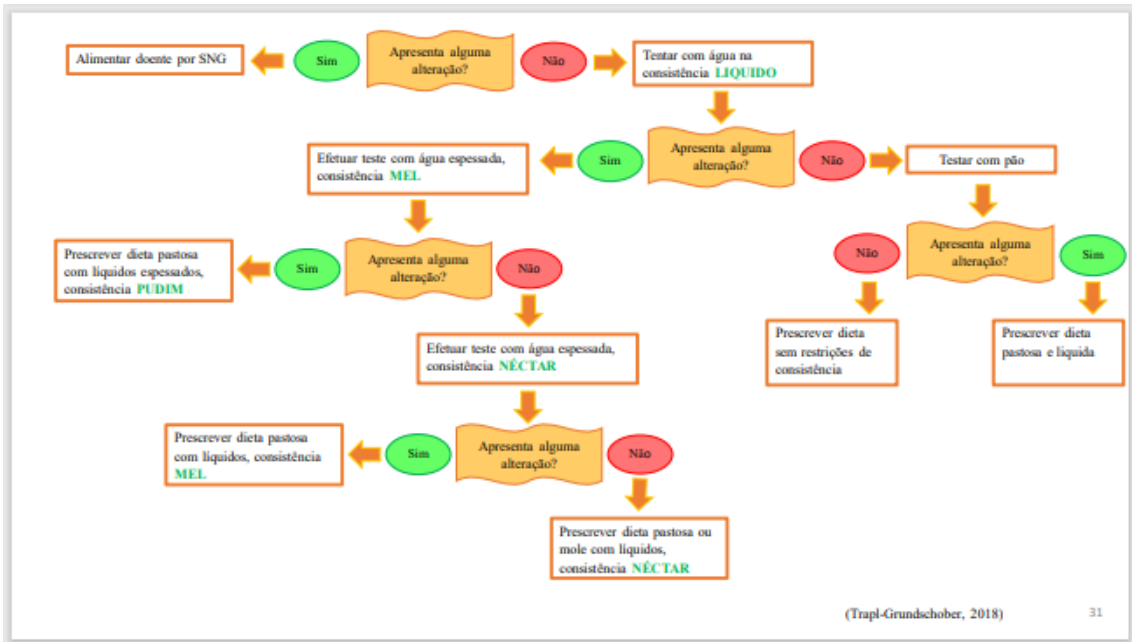 Alimentar doente por SNG
Sim
Apresenta alguma
alteração?
Não
Tentar com água na
consistência LIQUIDO
Efetuar teste com água espessada,
consistência MEL
Sim
Apresenta alguma
alteração?
Não
Testar com pão
Prescrever dieta pastosa
com líquidos espessados,
consistência PUDIM
Sim
Apresenta alguma
alteração?
Não
Não
Apresenta alguma
alteração?
Sim
Efetuar teste com água espessada,
consistência NÉCTAR
Prescrever dieta
sem restrições de
consistência
Prescrever dieta
pastosa e liquida
Prescrever dieta pastosa
com líquidos, consistência
MEL
Sim
Apresenta alguma
alteração?
Não
Prescrever dieta pastosa ou
mole com líquidos,
consistência NÉCTAR
(Trapl-Grundschober, 2018)
31